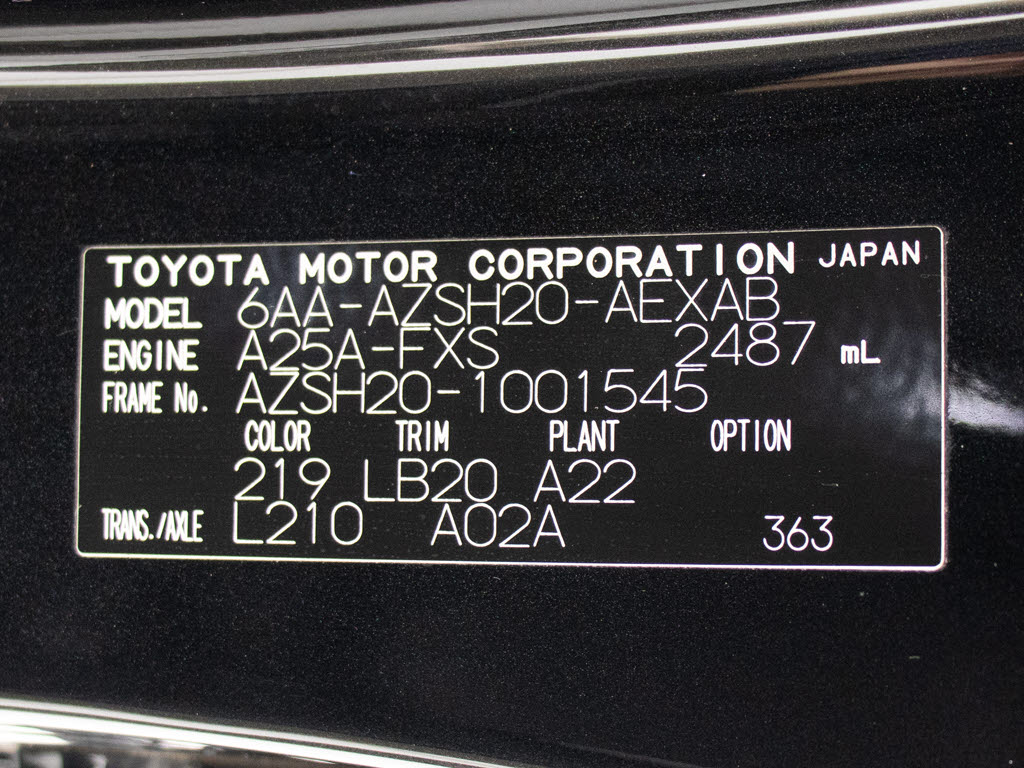 TOYOTA MOTOR CORPORATION JAPAN
MODEL 6AA-AZSH20-AEXAB
ENGINE A25A-FXS 2487 mL
FRAME No. AZSH20-1001545
COLOR TRIM PLANT OPTION
219 LB20 A22
TRANS./AXLE L210 A02A 363